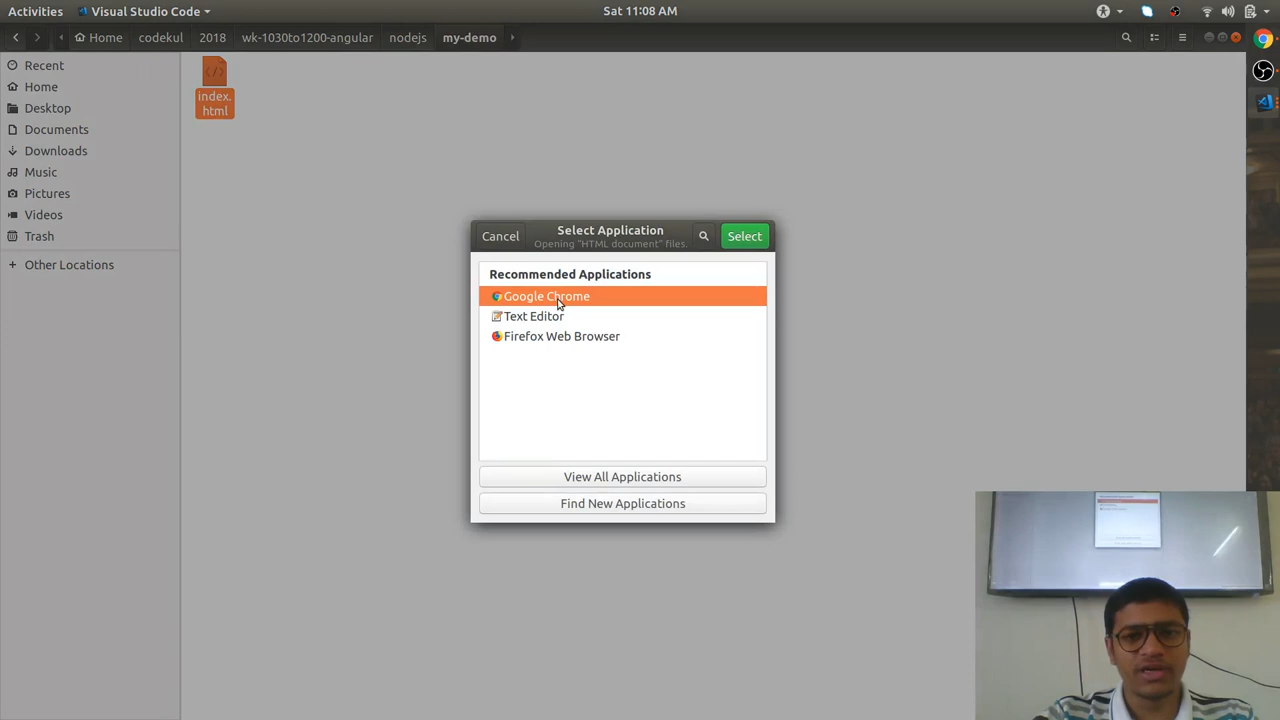 Activities Visual Studio Code Sat 11:08 AM
Home codekul 2018 wk-1030to1200-angular nodejs my-demo
Recent
Home
Desktop
Documents
Downloads
Music
Pictures
Videos
Trash
+ Other Locations
index.
html
Cancel Select Application Select
Opening "HTML document" files.
Recommended Applications
Google Chrome
Text Editor
Firefox Web Browser
View All Applications
Find New Applications